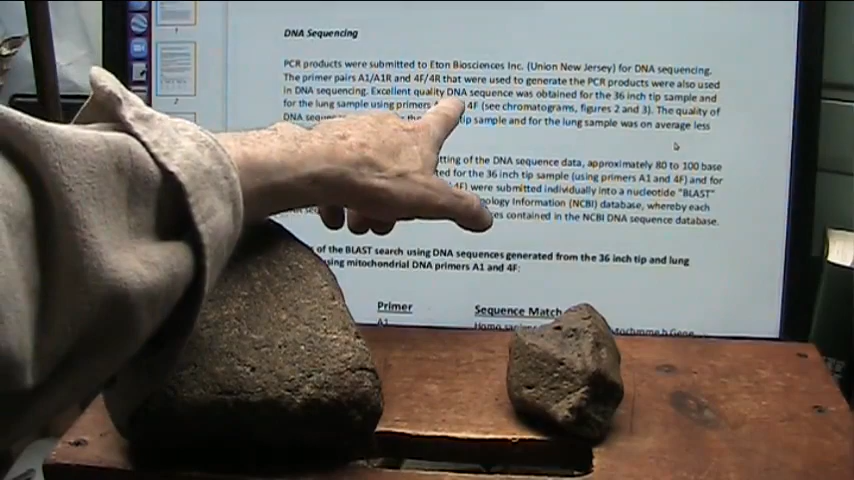 DNA Sequencing
PCR products were submitted to Eton Biosciences Inc. (Union New Jersey) for DNA sequencing.
The primer pairs A1/A1R and 4F/4R that were used to generate the PCR products were also used
in DNA sequencing. Excellent quality DNA sequence was obtained for the 36 inch tip sample and
for the lung sample using primers 4F (see chromatograms, figures 2 and 3). The quality of
DNA tip sample and for the lung sample was on average less
of the DNA sequence data, approximately 80 to 100 base
for the 36 inch tip sample (using primers A1 and 4F) and for
4F) were submitted individually into a nucleotide "BLAST"
Information (NCBI) database, whereby each
contained in the NCBI DNA sequence database.
of the BLAST search using DNA sequences generated from the 36 inch tip and lung
mitochondrial DNA primers A1 and 4F:
Primer Sequence Match
A1 Homo